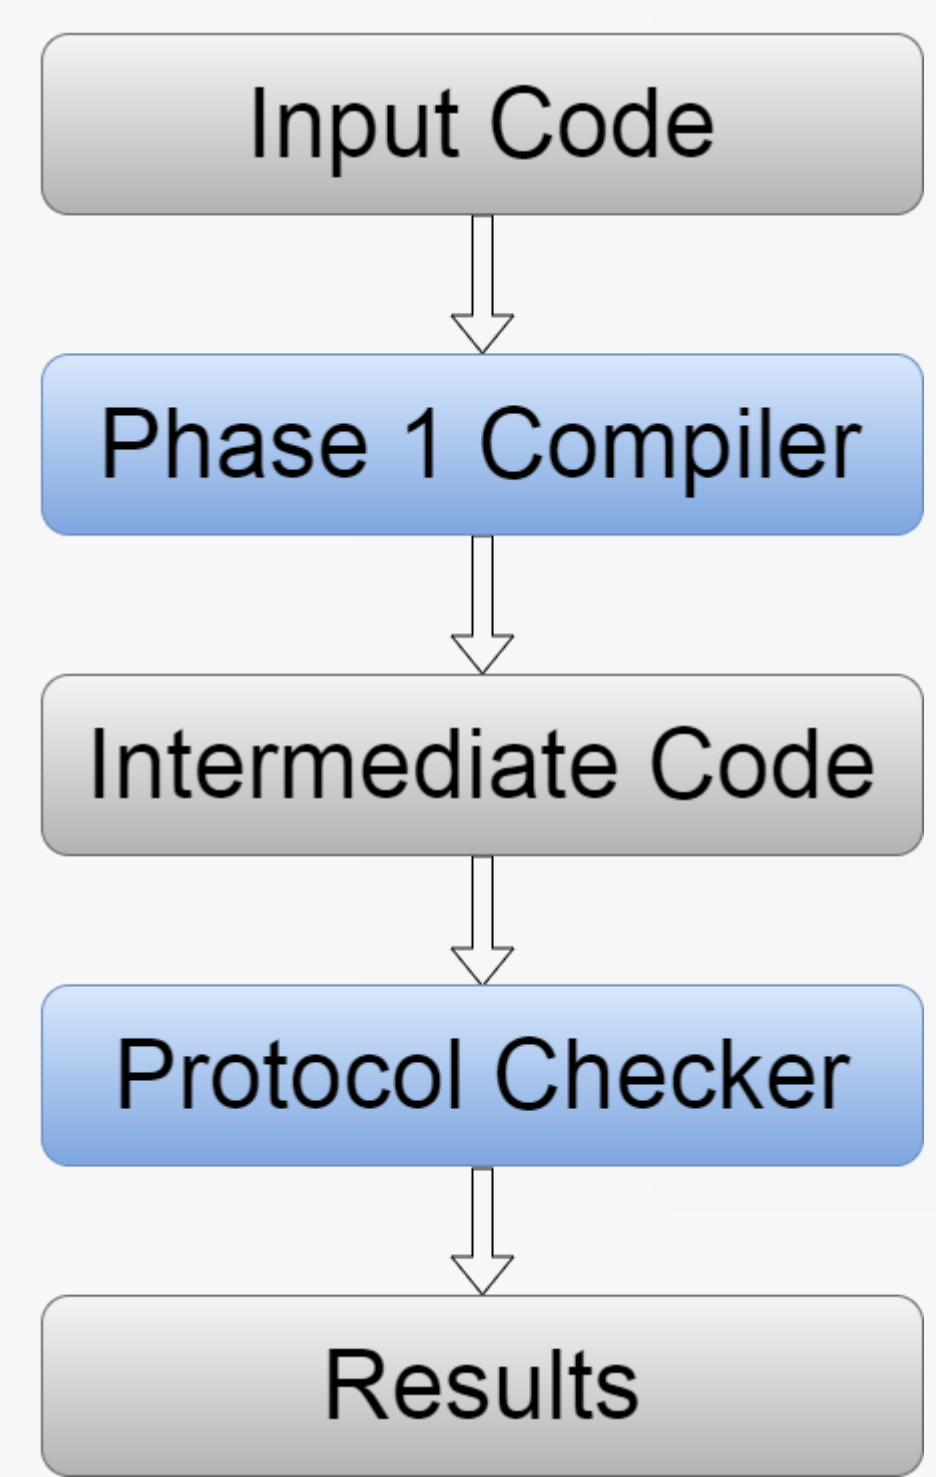 Input Code
Phase 1 Compiler
Intermediate Code
Protocol Checker
Results